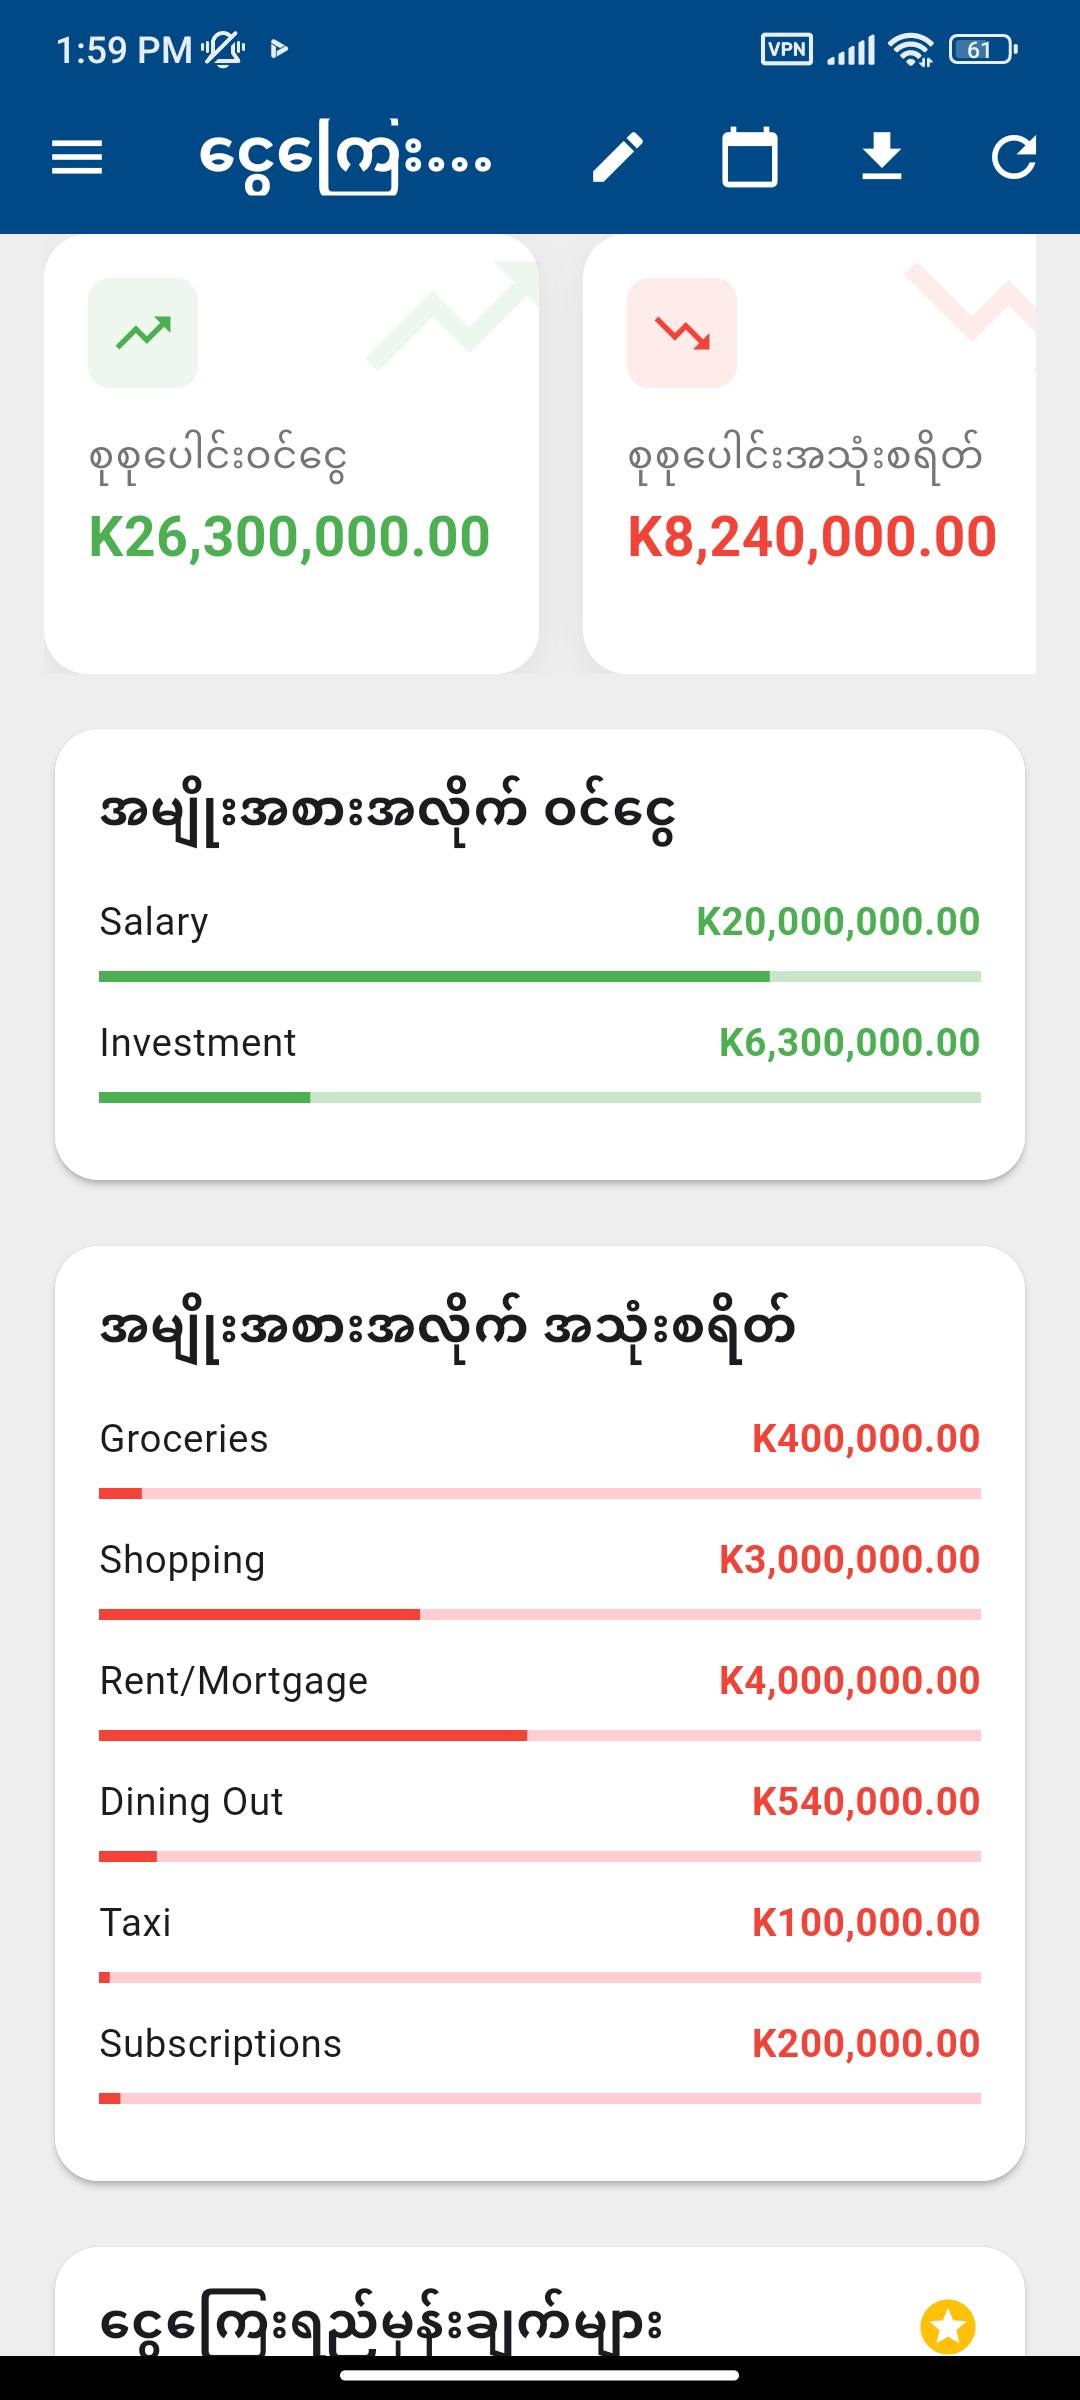 1:59 PM
VPN
61
ငွေကြေး...
စုစုပေါင်းဝင်ငွေ
K26,300,000.00
စုစုပေါင်းအသုံးစရိတ်
K8,240,000.00
အမျိုးအစားအလိုက် ဝင်ငွေ
Salary K20,000,000.00
Investment K6,300,000.00
အမျိုးအစားအလိုက် အသုံးစရိတ်
Groceries K400,000.00
Shopping K3,000,000.00
Rent/Mortgage K4,000,000.00
Dining Out K540,000.00
Taxi K100,000.00
Subscriptions K200,000.00
ငွေကြေးရည်မှန်းချက်များ